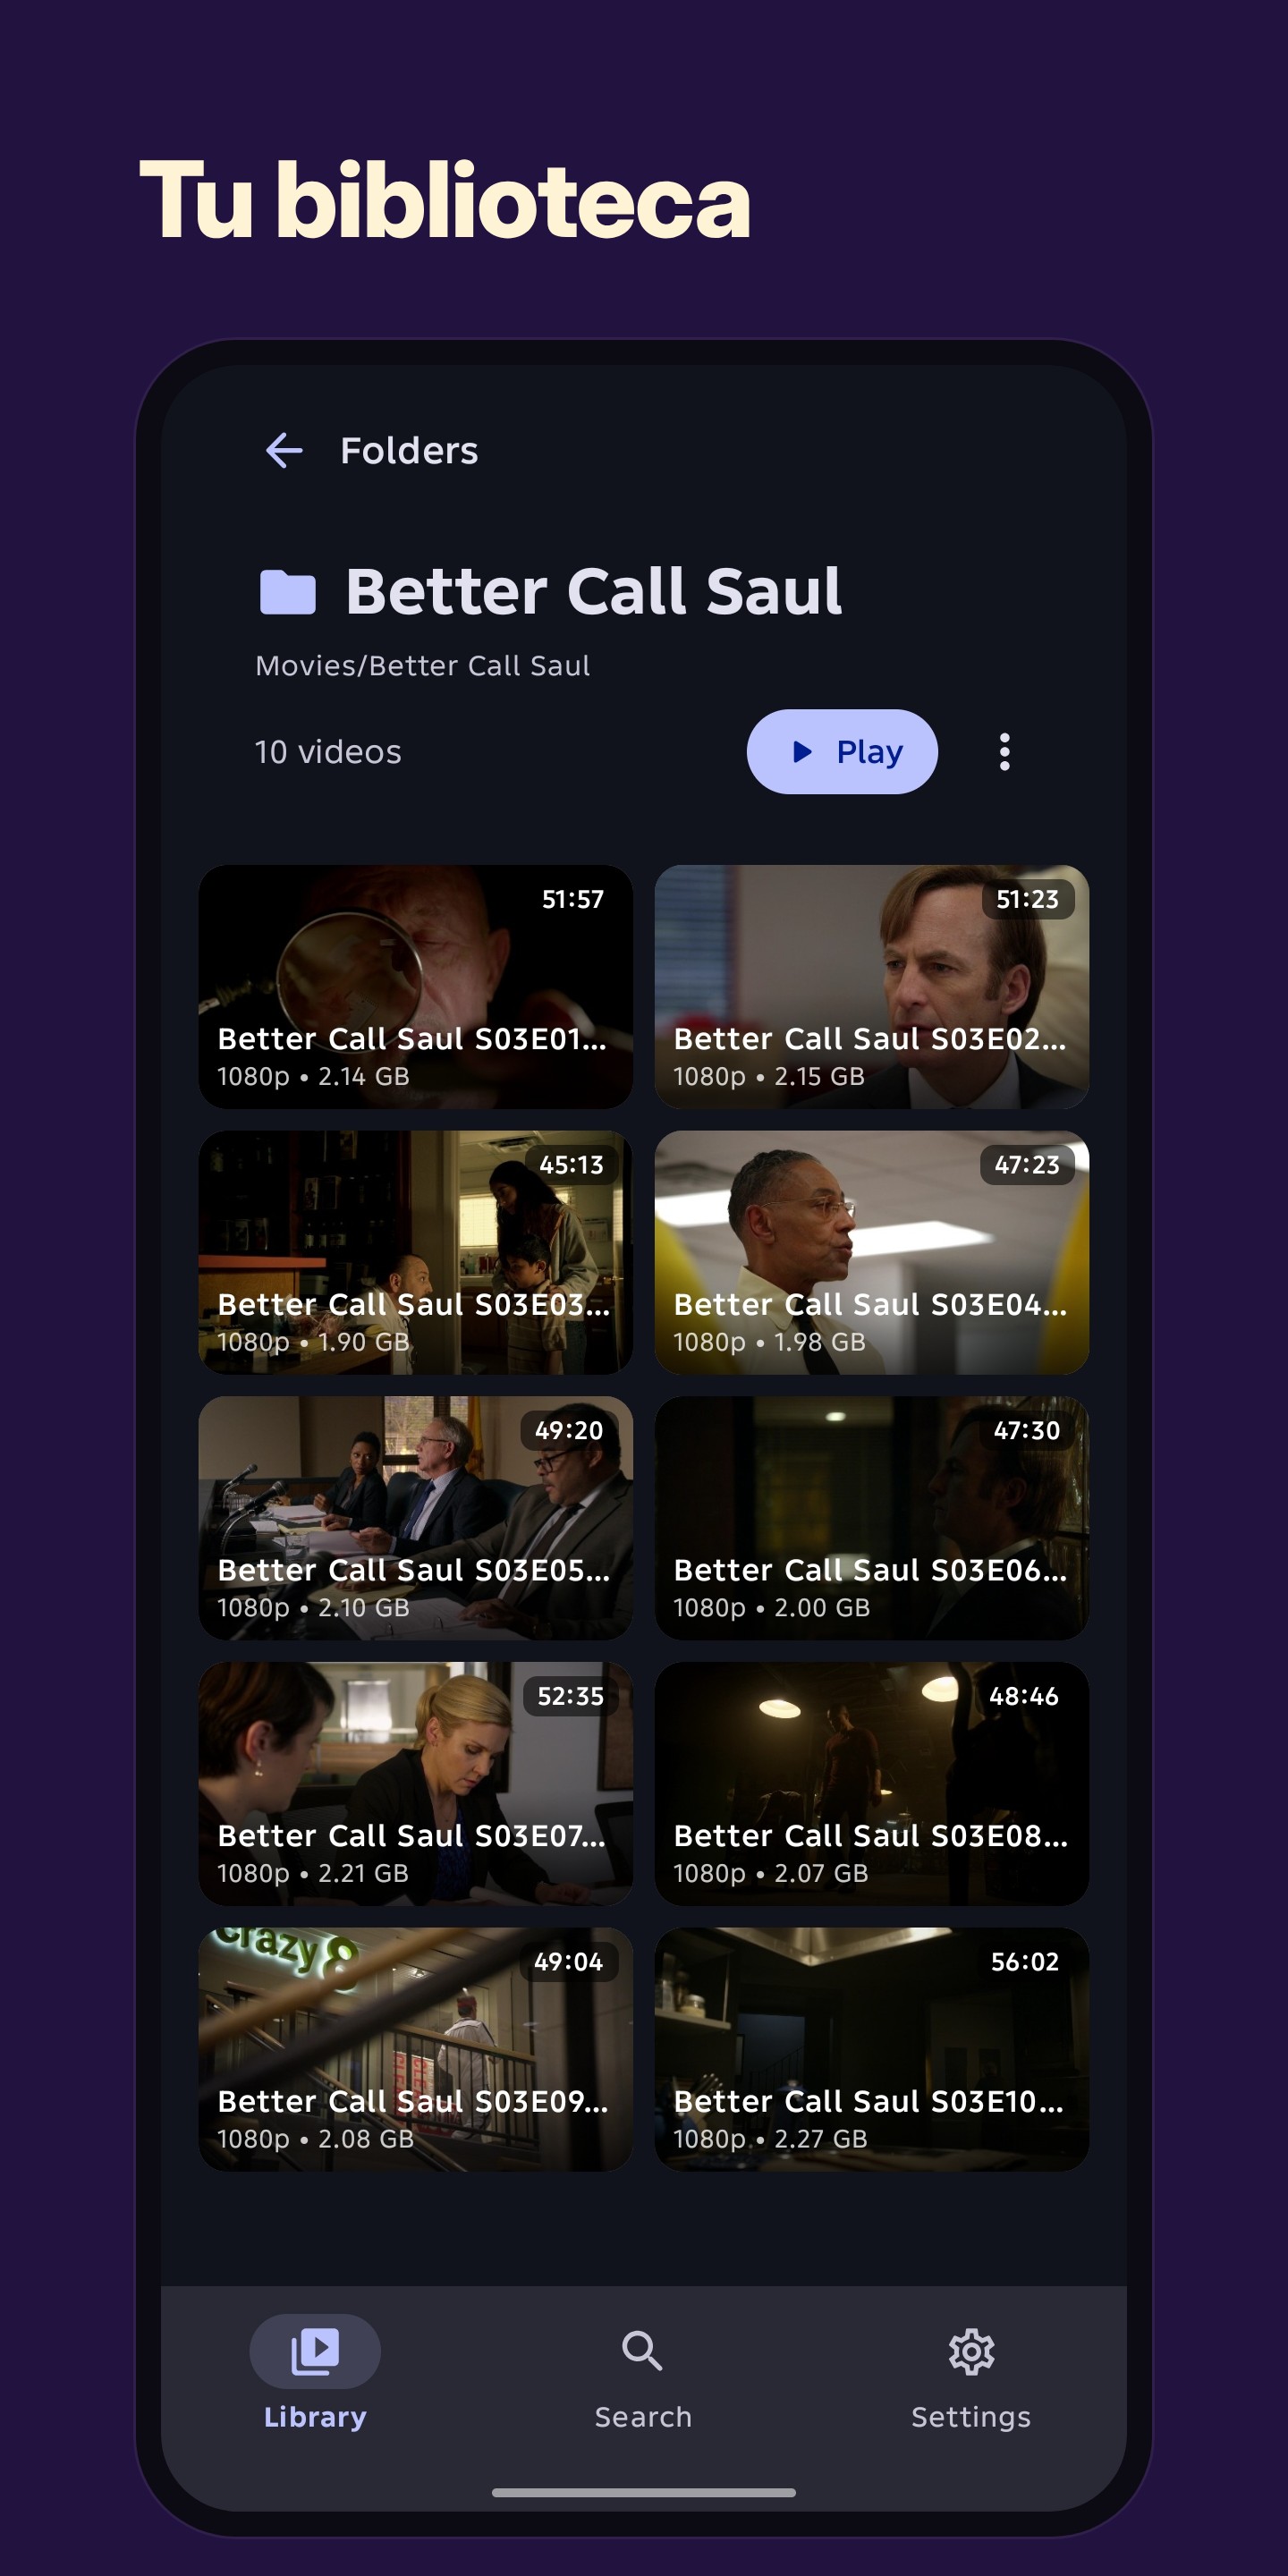 Tu biblioteca
Folders
Better Call Saul
Movies/Better Call Saul
10 videos
Play
51:57
Better Call Saul S03E01...
1080p • 2.14 GB
51:23
Better Call Saul S03E02...
1080p • 2.15 GB
45:13
Better Call Saul S03E03...
1080p • 1.90 GB
47:23
Better Call Saul S03E04...
1080p • 1.98 GB
49:20
Better Call Saul S03E05...
1080p • 2.10 GB
47:30
Better Call Saul S03E06...
1080p • 2.00 GB
52:35
Better Call Saul S03E07...
1080p • 2.21 GB
48:46
Better Call Saul S03E08...
1080p • 2.07 GB
crazy 8
49:04
Better Call Saul S03E09...
1080p • 2.08 GB
56:02
Better Call Saul S03E10...
1080p • 2.27 GB
Library
Search
Settings